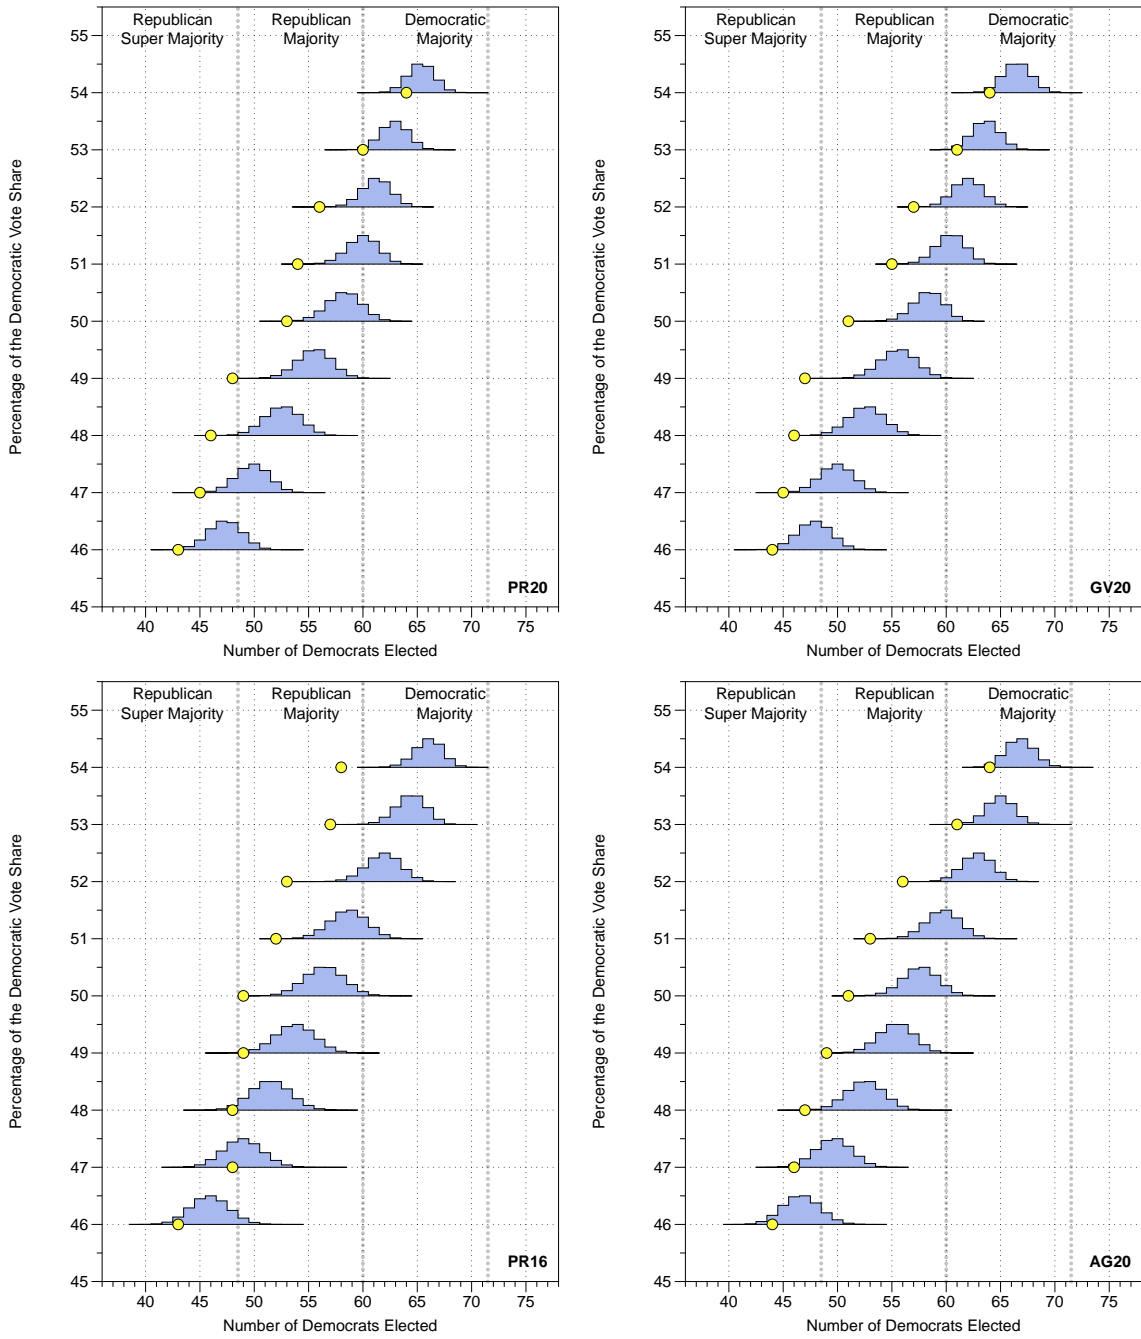 Republican
Super Majority
Republican
Majority
Democratic
Majority
55
54
53
52
51
50
49
48
47
46
45
Percentage of the Democratic Vote Share
PR20
40 45 50 55 60 65 70 75
Number of Democrats Elected
Republican
Super Majority
Republican
Majority
Democratic
Majority
55
54
53
52
51
50
49
48
47
46
45
Percentage of the Democratic Vote Share
GV20
40 45 50 55 60 65 70 75
Number of Democrats Elected
Republican
Super Majority
Republican
Majority
Democratic
Majority
55
54
53
52
51
50
49
48
47
46
45
Percentage of the Democratic Vote Share
PR16
40 45 50 55 60 65 70 75
Number of Democrats Elected
Republican
Super Majority
Republican
Majority
Democratic
Majority
55
54
53
52
51
50
49
48
47
46
45
Percentage of the Democratic Vote Share
AG20
40 45 50 55 60 65 70 75
Number of Democrats Elected